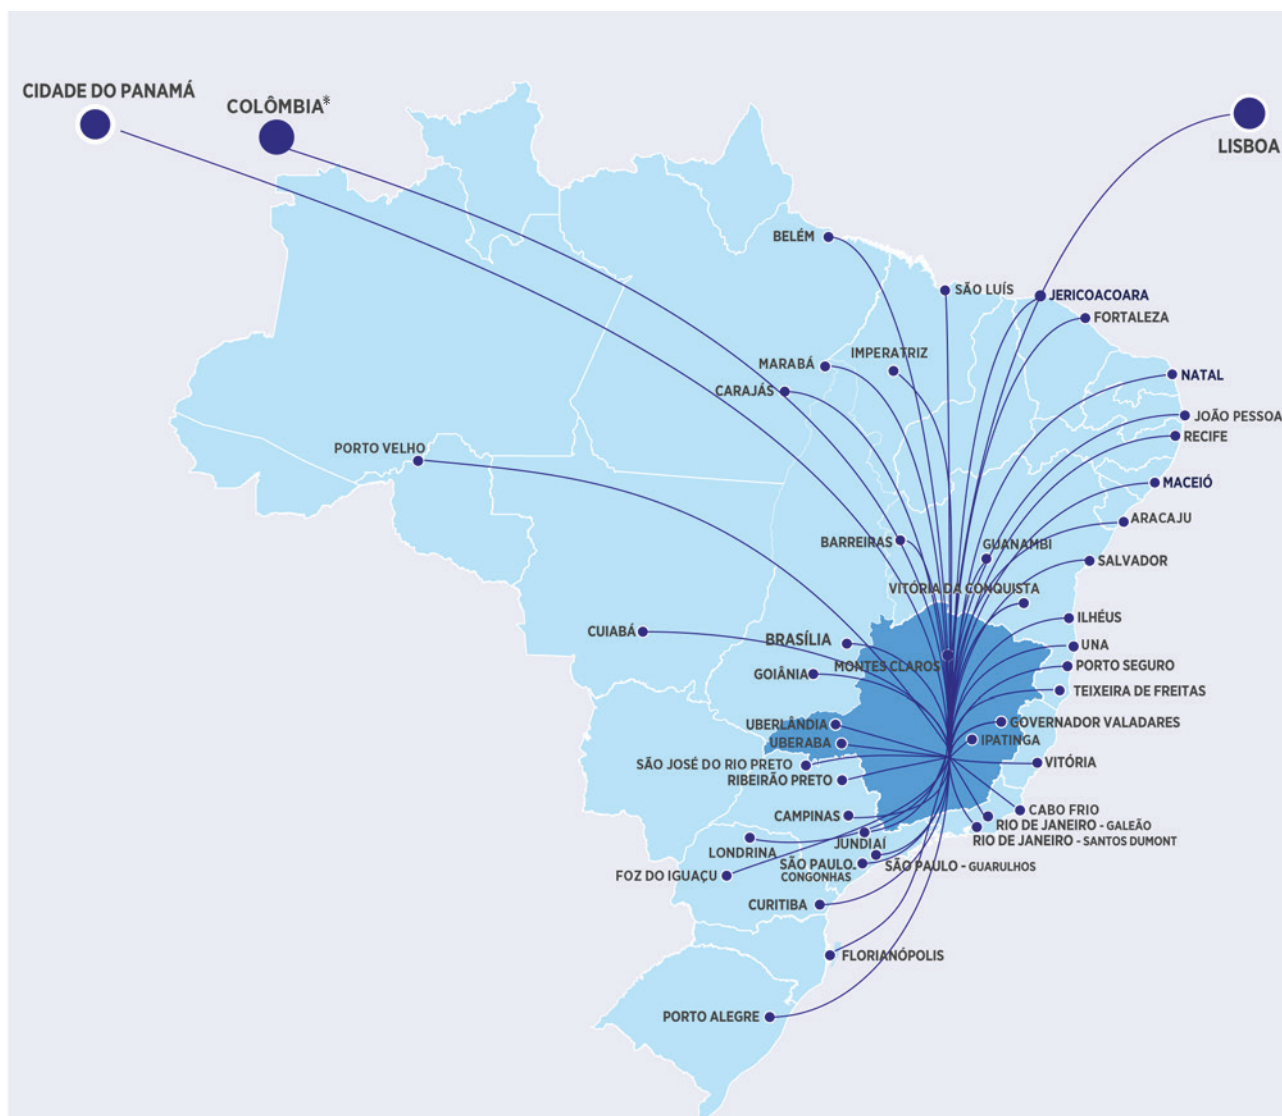 CIDADE DO PANAMÁ
COLÔMBIA*
LISBOA
BELÉM
SÃO LUÍS
JERICOACOARA
FORTALEZA
IMPERATRIZ
MARABÁ
NATAL
CARAJÁS
JOÃO PESSOA
RECIFE
PORTO VELHO
MACEIÓ
ARACAJU
BARREIRAS
GUANAMBI
SALVADOR
VITÓRIA DA CONQUISTA
ILHÉUS
CUIABÁ
BRASÍLIA
UNA
MONTES CLAROS
PORTO SEGURO
GOIÂNIA
TEIXEIRA DE FREITAS
UBERLÂNDIA
GOVERNADOR VALADARES
UBERABA
IPATINGA
SÃO JOSÉ DO RIO PRETO
VITÓRIA
RIBEIRÃO PRETO
CABO FRIO
CAMPINAS
RIO DE JANEIRO - GALEÃO
RIO DE JANEIRO - SANTOS DUMONT
JUNDIAÍ
LONDRINA
SÃO PAULO.
CONGONHAS
SÃO PAULO - GUARULHOS
FOZ DO IGUAÇU
CURITIBA
FLORIANÓPOLIS
PORTO ALEGRE